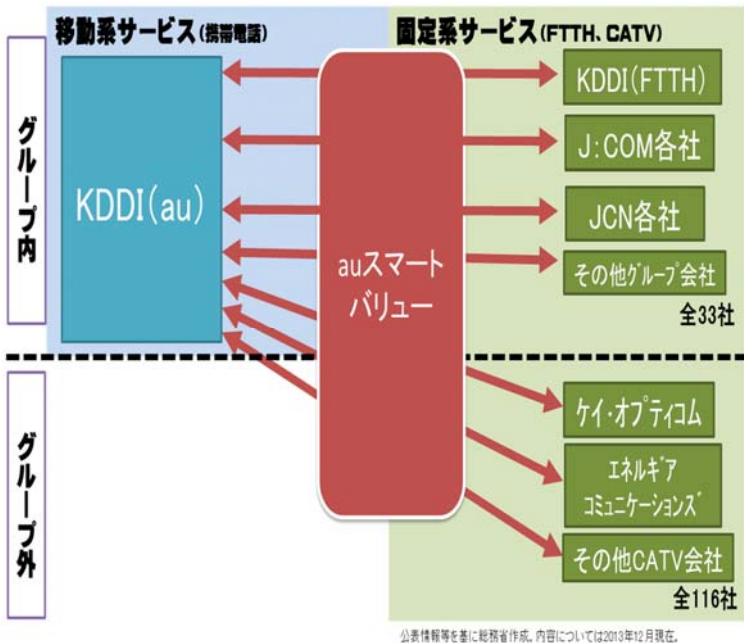 移動系サービス(携帯電話)
固定系サービス(FTTH、CATV)
グループ内
KDDI(au)
auスマート
バリュー
KDDI(FTTH)
J:COM各社
JCN各社
その他グループ会社
全33社
グループ外
ケイ・オプティコム
エネルギア
コミュニケーションズ
その他CATV会社
全116社
公表情報等を基に総務省作成。内容については2013年12月現在。